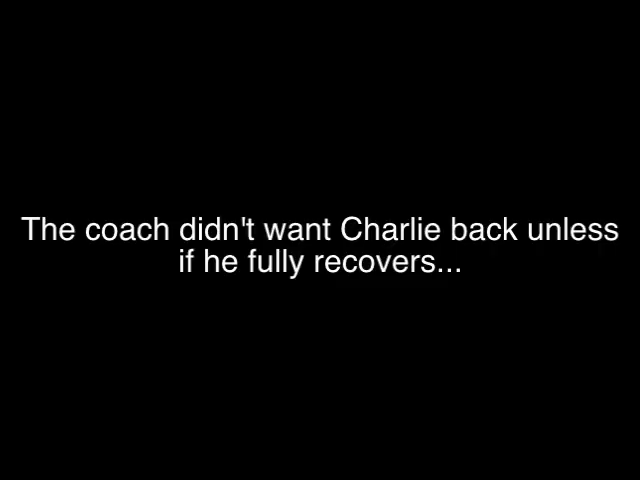 The coach didn't want Charlie back unless
if he fully recovers...